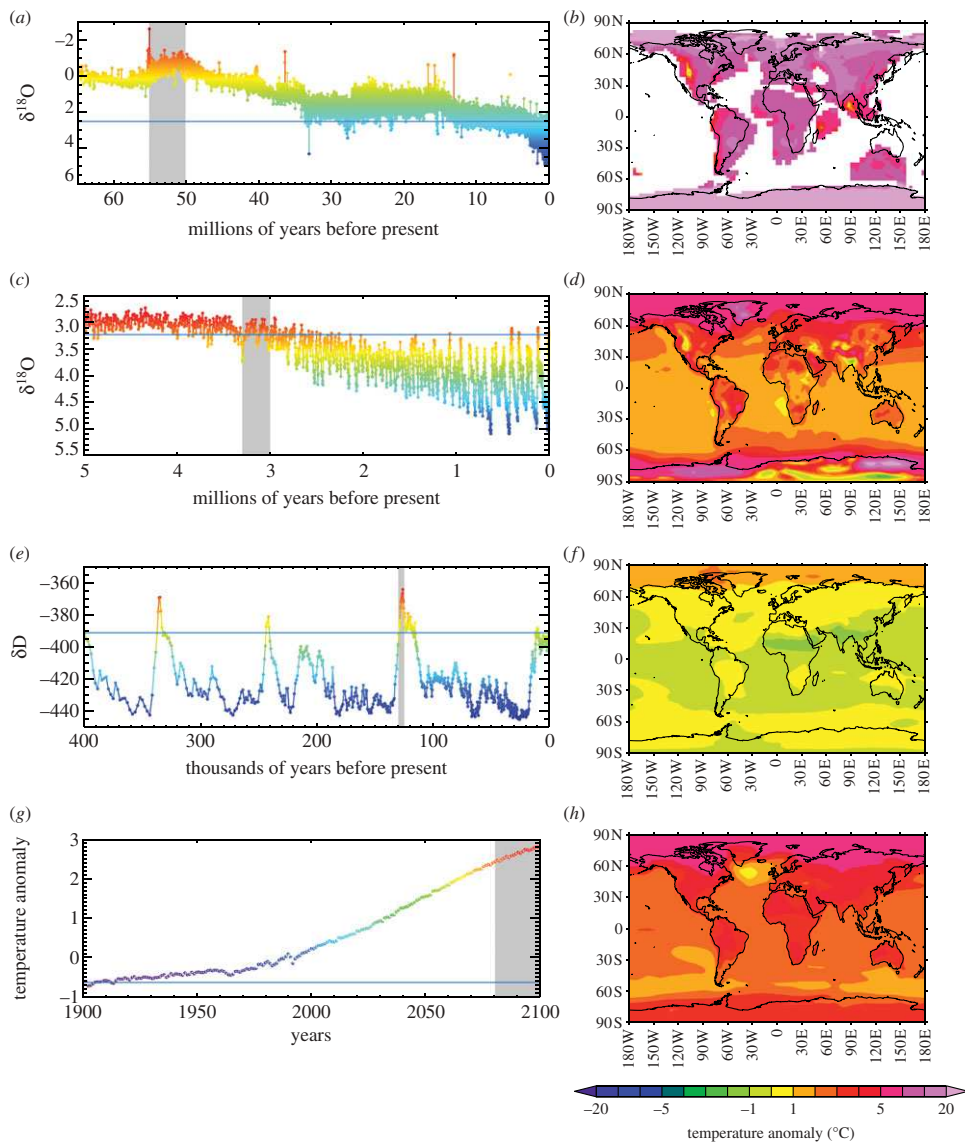 (a)
δ18O
−2
0
2
4
6
60 50 40 30 20 10 0
millions of years before present
(b)
90N
60N
30N
0
30S
60S
90S
180W 150W 120W 90W 60W 30W 0 30E 60E 90E 120E 150E 180E
(c)
δ18O
2.5
3.0
3.5
4.0
4.5
5.0
5.5
5 4 3 2 1 0
millions of years before present
(d)
90N
60N
30N
0
30S
60S
90S
180W 150W 120W 90W 60W 30W 0 30E 60E 90E 120E 150E 180E
(e)
δD
−360
−380
−400
−420
−440
400 300 200 100 0
thousands of years before present
(f)
90N
60N
30N
0
30S
60S
90S
180W 150W 120W 90W 60W 30W 0 30E 60E 90E 120E 150E 180E
(g)
temperature anomaly
3
2
1
0
−1
1900 1950 2000 2050 2100
years
(h)
90N
60N
30N
0
30S
60S
90S
180W 150W 120W 90W 60W 30W 0 30E 60E 90E 120E 150E 180E
−20 −5 −1 1 5 20
temperature anomaly (°C)